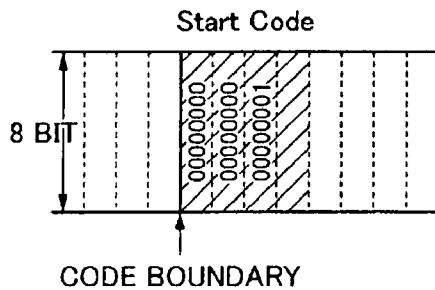 Start Code
8 BIT
00000000
00000000
00000001
CODE BOUNDARY